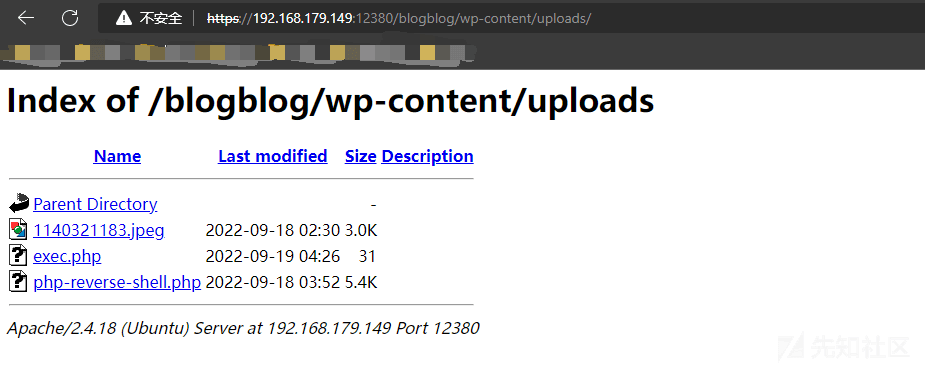 不安全 https://192.168.179.149:12380/blogblog/wp-content/uploads/
Index of /blogblog/wp-content/uploads
Name Last modified Size Description
Parent Directory -
1140321183.jpeg 2022-09-18 02:30 3.0K
exec.php 2022-09-19 04:26 31
php-reverse-shell.php 2022-09-18 03:52 5.4K
Apache/2.4.18 (Ubuntu) Server at 192.168.179.149 Port 12380
先知社区